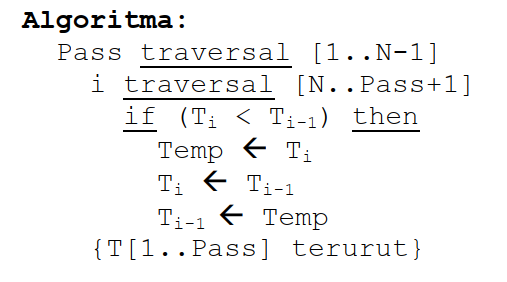 Algoritma:
Pass traversal [1..N-1]
i traversal [N..Pass+1]
if (Tᵢ < Tᵢ₋₁) then
Temp ← Tᵢ
Tᵢ ← Tᵢ₋₁
Tᵢ₋₁ ← Temp
{T[1..Pass] terurut}